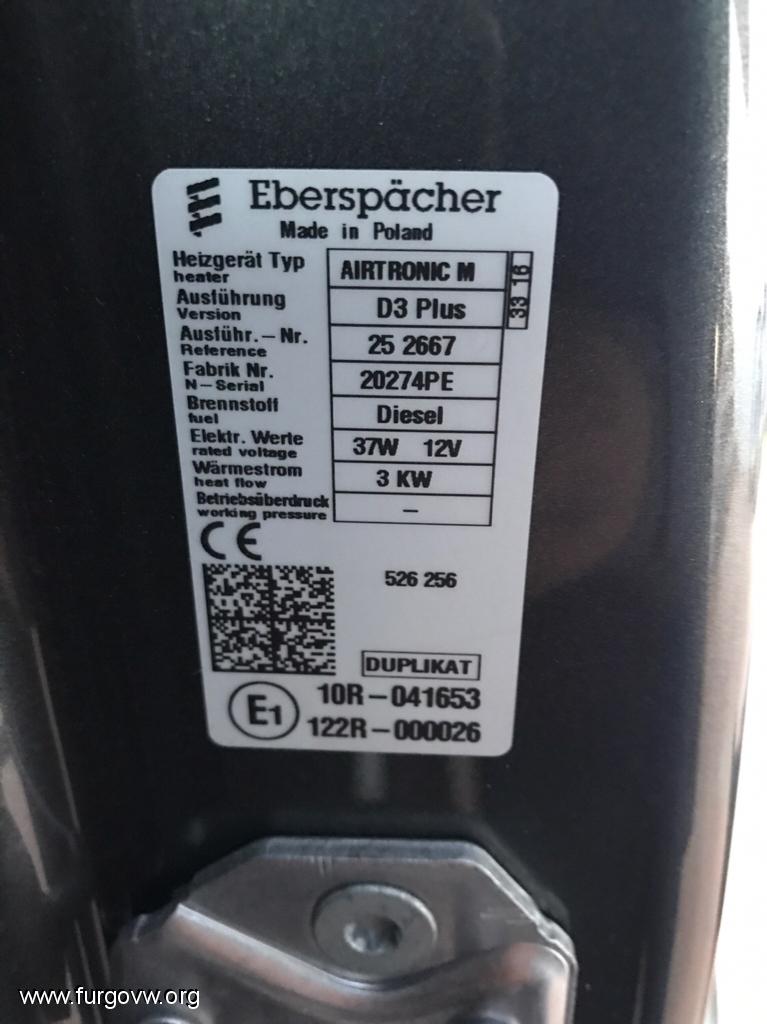 Eberspächer
Made in Poland
Heizgerät Typ
heater
AIRTRONIC M
33 16
Ausführung
Version
D3 Plus
Ausführ.-Nr.
Reference
25 2667
Fabrik Nr.
N-Serial
20274PE
Brennstoff
fuel
Diesel
Elektr. Werte
rated voltage
37W 12V
Wärmestrom
heat flow
3 KW
Betriebsüberdruck
working pressure
–
CE
526 256
DUPLIKAT
E1
10R-041653
122R-000026
www.furgovw.org